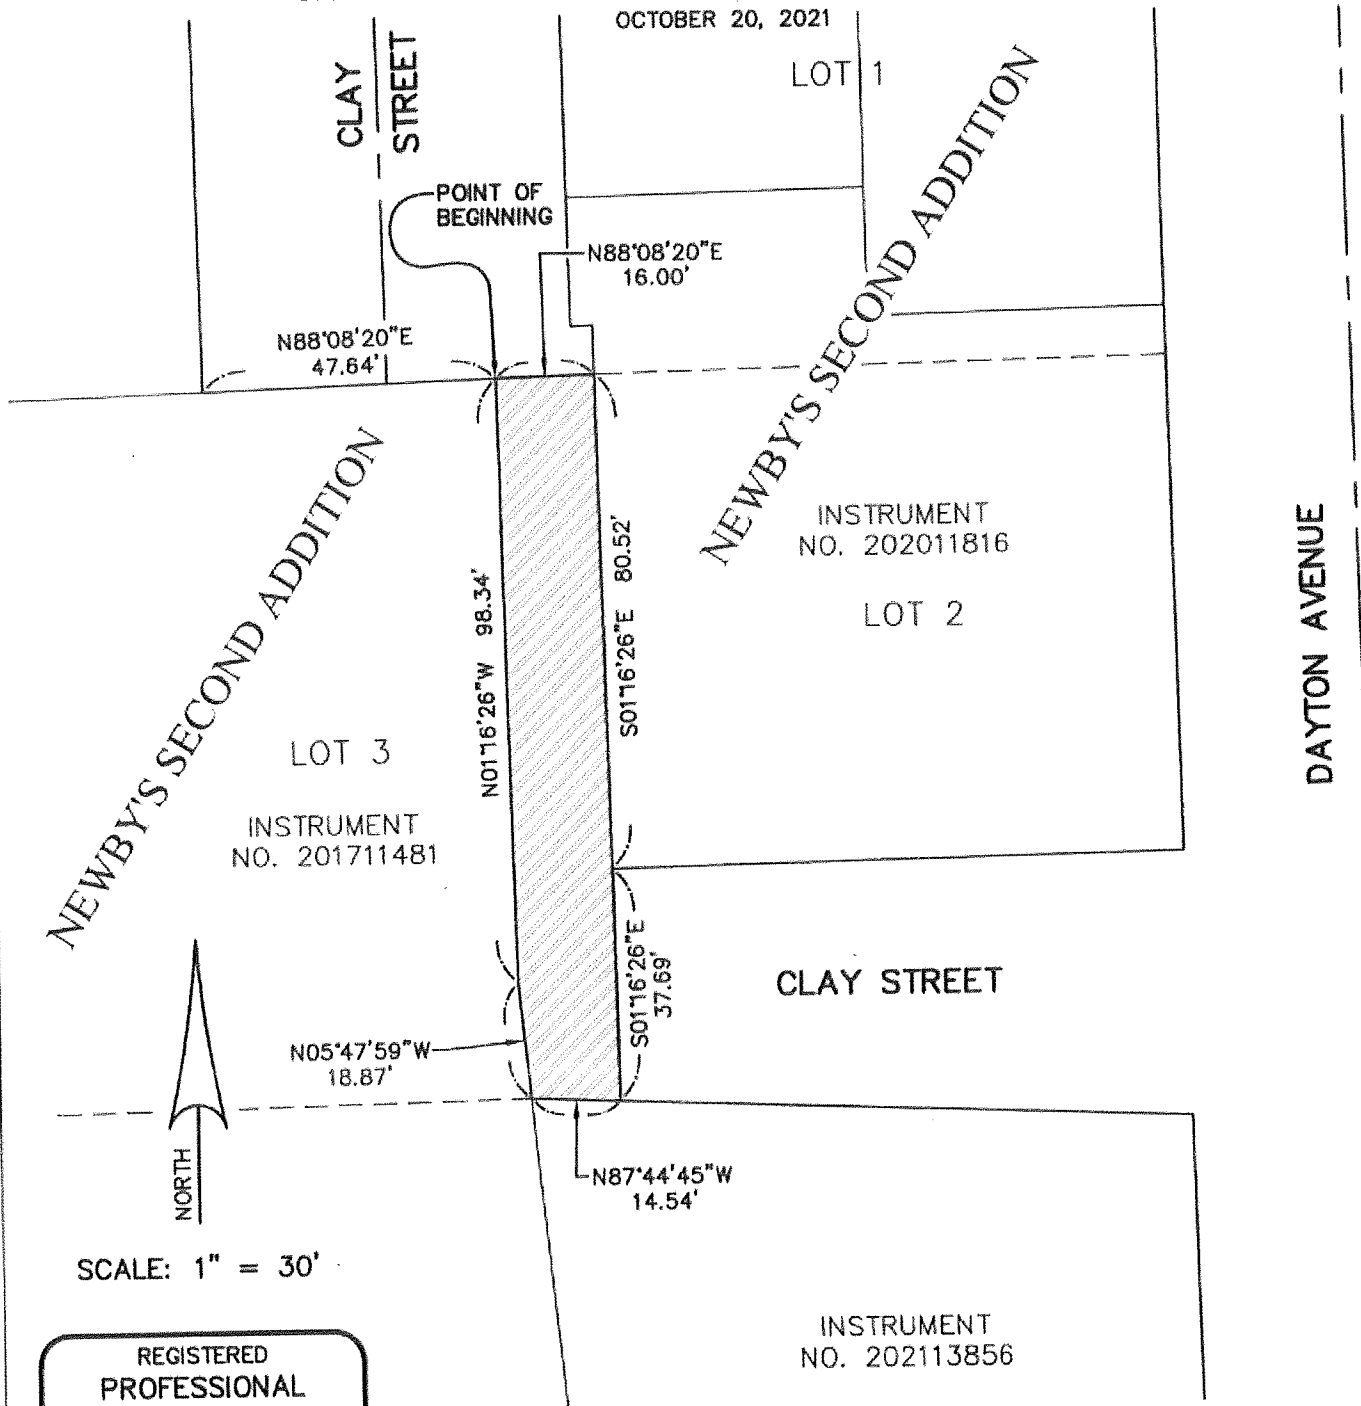 OCTOBER 20, 2021
LOT 1
CLAY
STREET
NEWBY'S SECOND ADDITION
POINT OF
BEGINNING
N88°08'20"E
16.00'
N88°08'20"E
47.64'
NEWBY'S SECOND ADDITION
INSTRUMENT
NO. 202011816
LOT 2
DAYTON AVENUE
N01°16'26"W 98.34'
S01°16'26"E 80.52'
LOT 3
INSTRUMENT
NO. 201711481
S01°16'26"E
37.69'
CLAY STREET
N05°47'59"W
18.87'
NORTH
N87°44'45"W
14.54'
SCALE: 1" = 30'
INSTRUMENT
NO. 202113856
REGISTERED
PROFESSIONAL